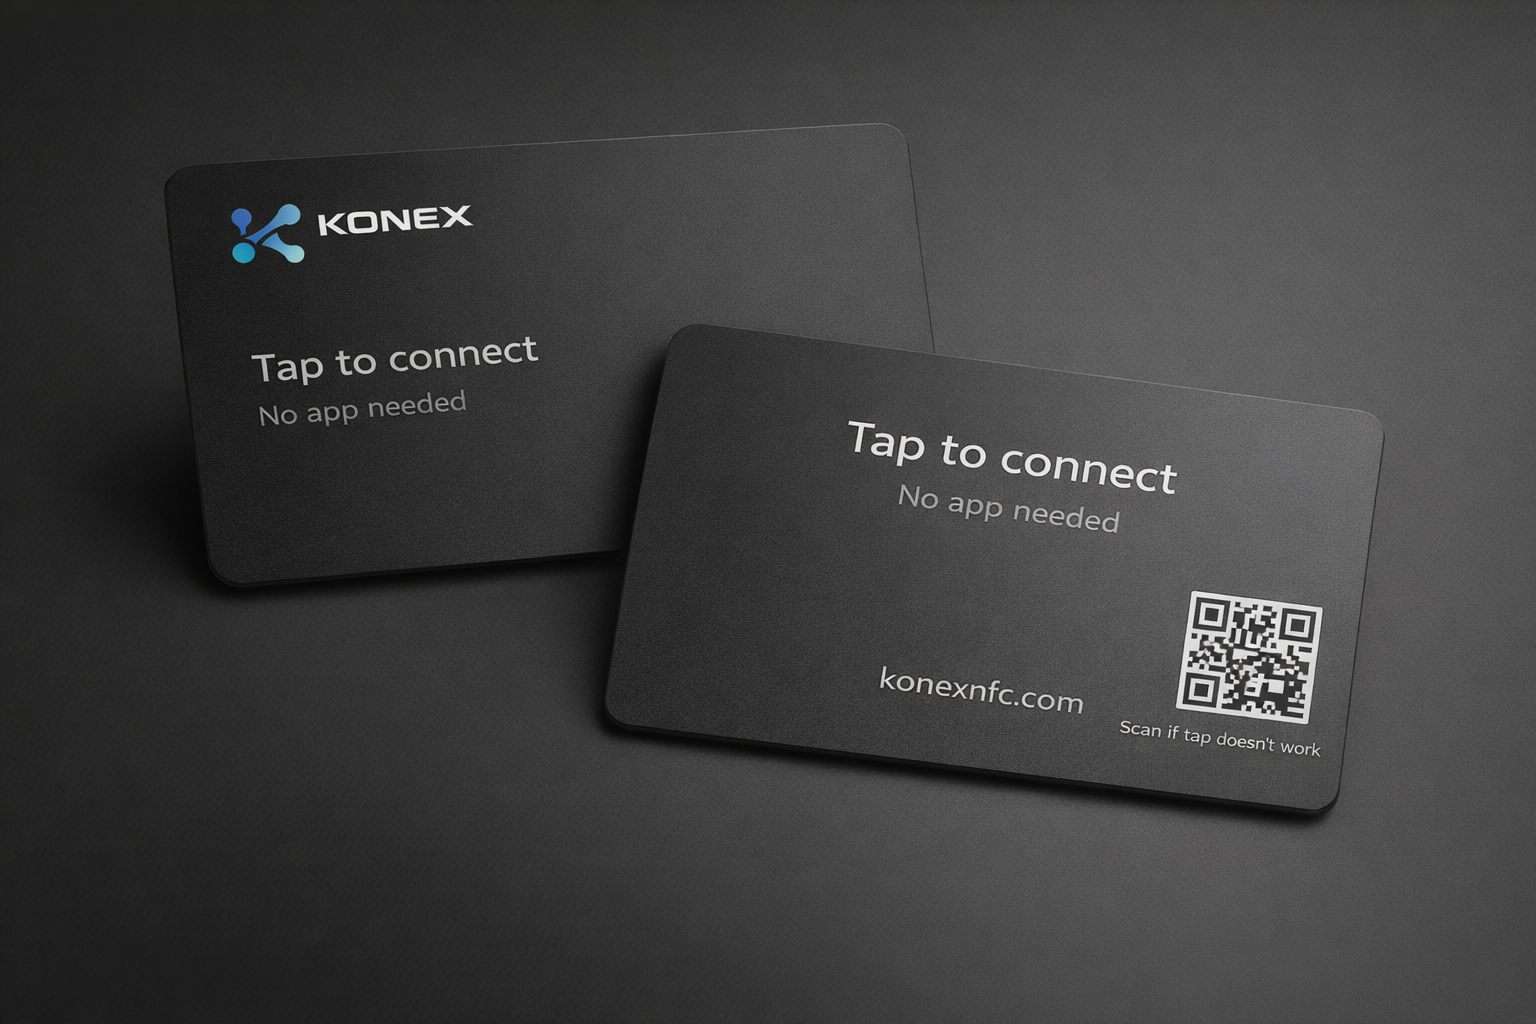 KONEX
Tap to connect
No app needed
Tap to connect
No app needed
konexnfc.com
Scan if tap doesn't work